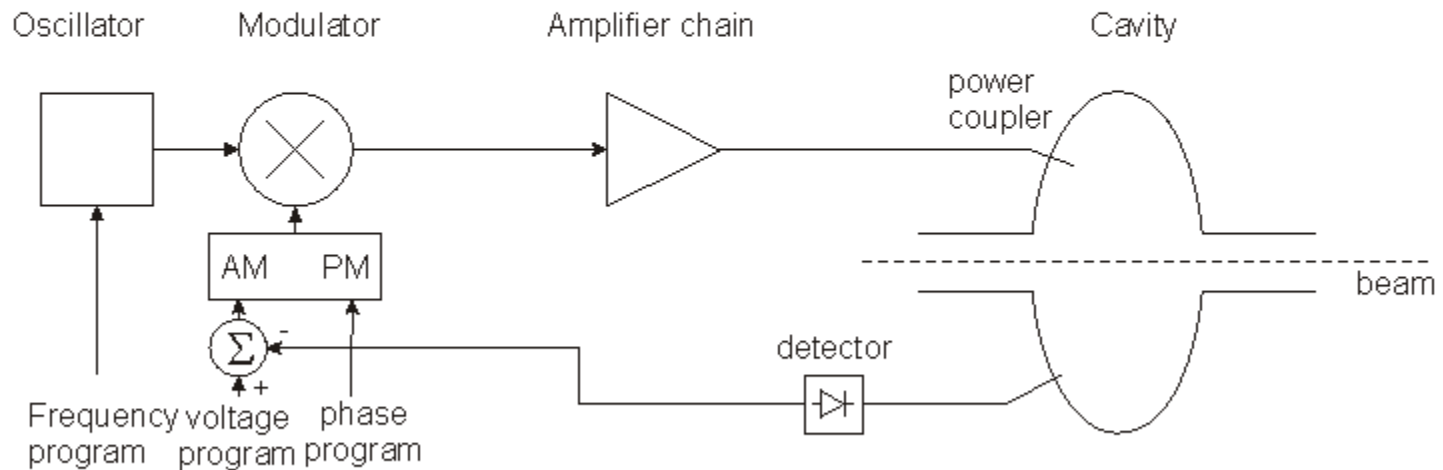 Oscillator
Modulator
Amplifier chain
Cavity
power
coupler
AM PM
beam
Σ
-
+
detector
Frequency
program
voltage
program
phase
program